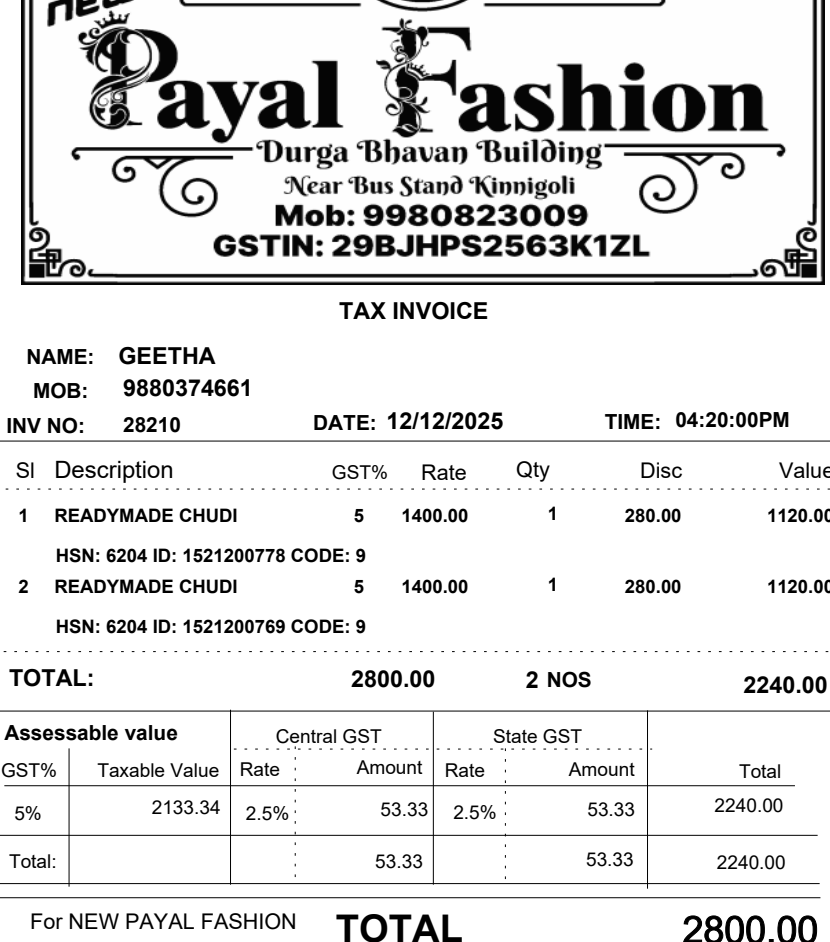 new
Payal Fashion
Durga Bhavan Building
Near Bus Stand Kinnigoli
Mob: 9980823009
GSTIN: 29BJHPS2563K1ZL
TAX INVOICE
NAME: GEETHA
MOB: 9880374661
INV NO: 28210 DATE: 12/12/2025 TIME: 04:20:00PM
Sl Description GST% Rate Qty Disc Value
1 READYMADE CHUDI 5 1400.00 1 280.00 1120.00
HSN: 6204 ID: 1521200778 CODE: 9
2 READYMADE CHUDI 5 1400.00 1 280.00 1120.00
HSN: 6204 ID: 1521200769 CODE: 9
TOTAL: 2800.00 2 NOS 2240.00
Assessable value Central GST State GST
GST% Taxable Value Rate Amount Rate Amount Total
5% 2133.34 2.5% 53.33 2.5% 53.33 2240.00
Total: 53.33 53.33 2240.00
For NEW PAYAL FASHION TOTAL 2800.00